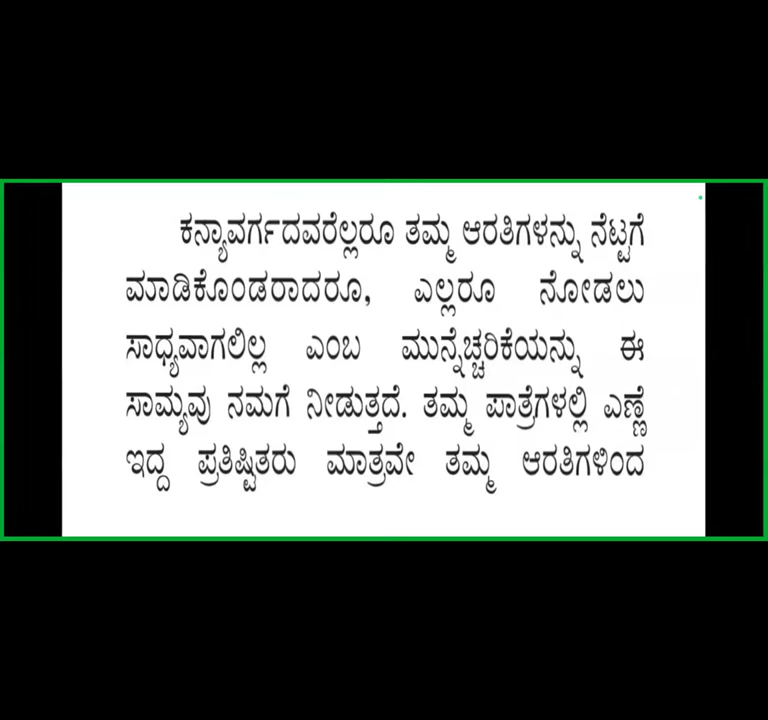 ಕನ್ಯಾವರ್ಗದವರೆಲ್ಲರೂ ತಮ್ಮ ಆರತಿಗಳನ್ನು ನೆಟ್ಟಗೆ
ಮಾಡಿಕೊಂಡರಾದರೂ, ಎಲ್ಲರೂ ನೋಡಲು
ಸಾಧ್ಯವಾಗಲಿಲ್ಲ ಎಂಬ ಮುನ್ನೆಚ್ಚರಿಕೆಯನ್ನು ಈ
ಸಾಮ್ಯವು ನಮಗೆ ನೀಡುತ್ತದೆ. ತಮ್ಮ ಪಾತ್ರೆಗಳಲ್ಲಿ ಎಣ್ಣೆ
ಇದ್ದ ಪ್ರತಿಷ್ಟಿತರು ಮಾತ್ರವೇ ತಮ್ಮ ಆರತಿಗಳಿಂದ